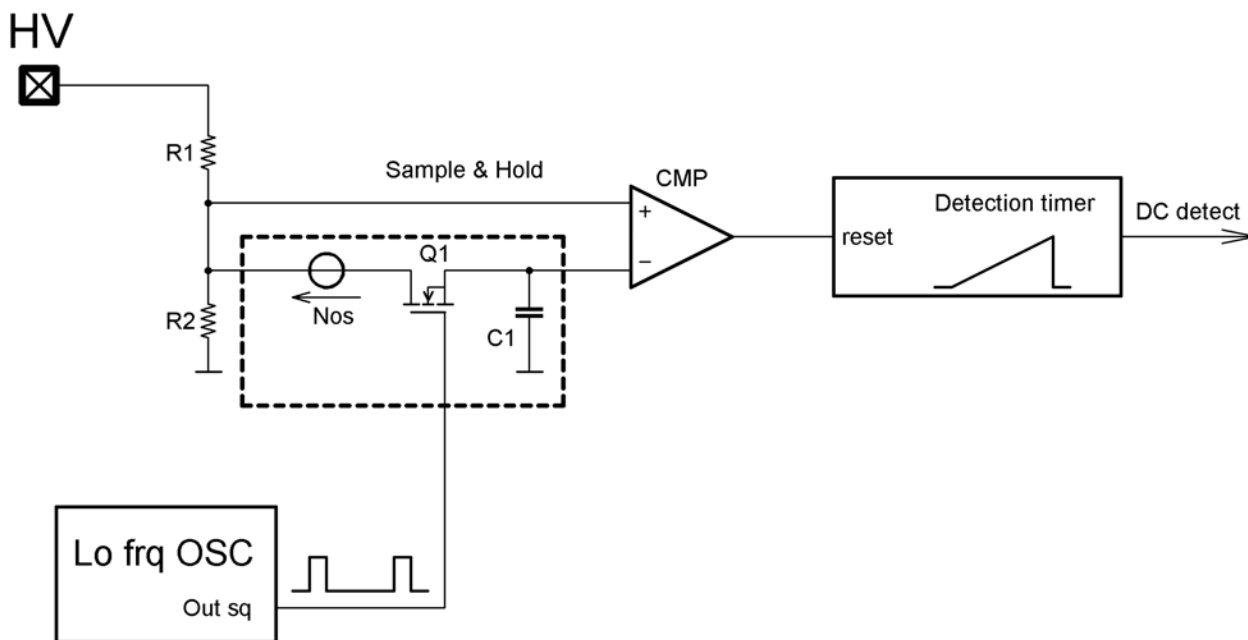 HV
R1
Sample & Hold
CMP
+
Detection timer
DC detect
reset
Q1
−
Nos
R2
C1
Lo frq OSC
Out sq